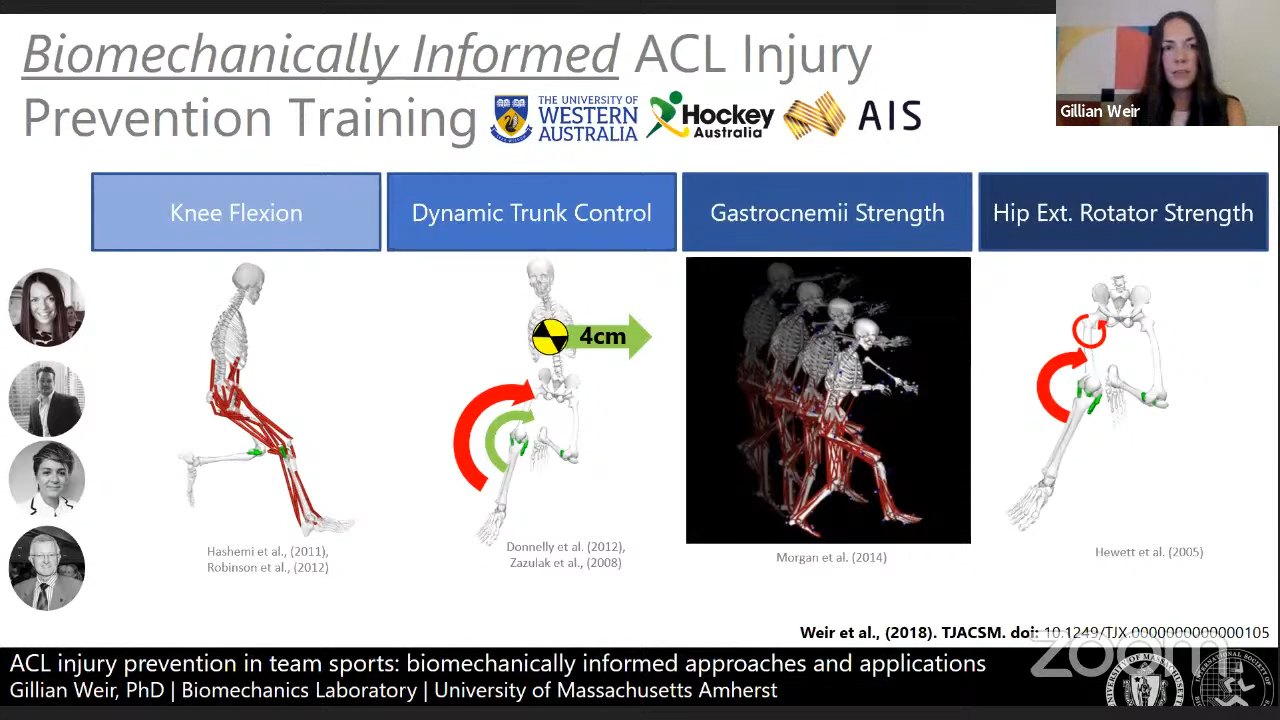 Biomechanically Informed ACL Injury
Prevention Training
THE UNIVERSITY OF
WESTERN
AUSTRALIA
Hockey
Australia
AIS
Gillian Weir
Knee Flexion
Dynamic Trunk Control
Gastrocnemii Strength
Hip Ext. Rotator Strength
4cm
Hashemi et al., (2011),
Robinson et al., (2012)
Donnelly et al. (2012),
Zazulak et al., (2008)
Morgan et al. (2014)
Hewett et al. (2005)
Weir et al., (2018). TJACSM. doi: 10.1249/TJX.0000000000000105
zoom
ACL injury prevention in team sports: biomechanically informed approaches and applications
Gillian Weir, PhD | Biomechanics Laboratory | University of Massachusetts Amherst